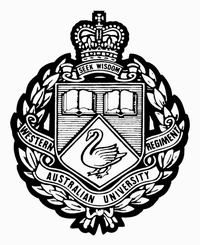 SEEK WISDOM
WESTERN
AUSTRALIAN UNIVERSITY
REGIMENT